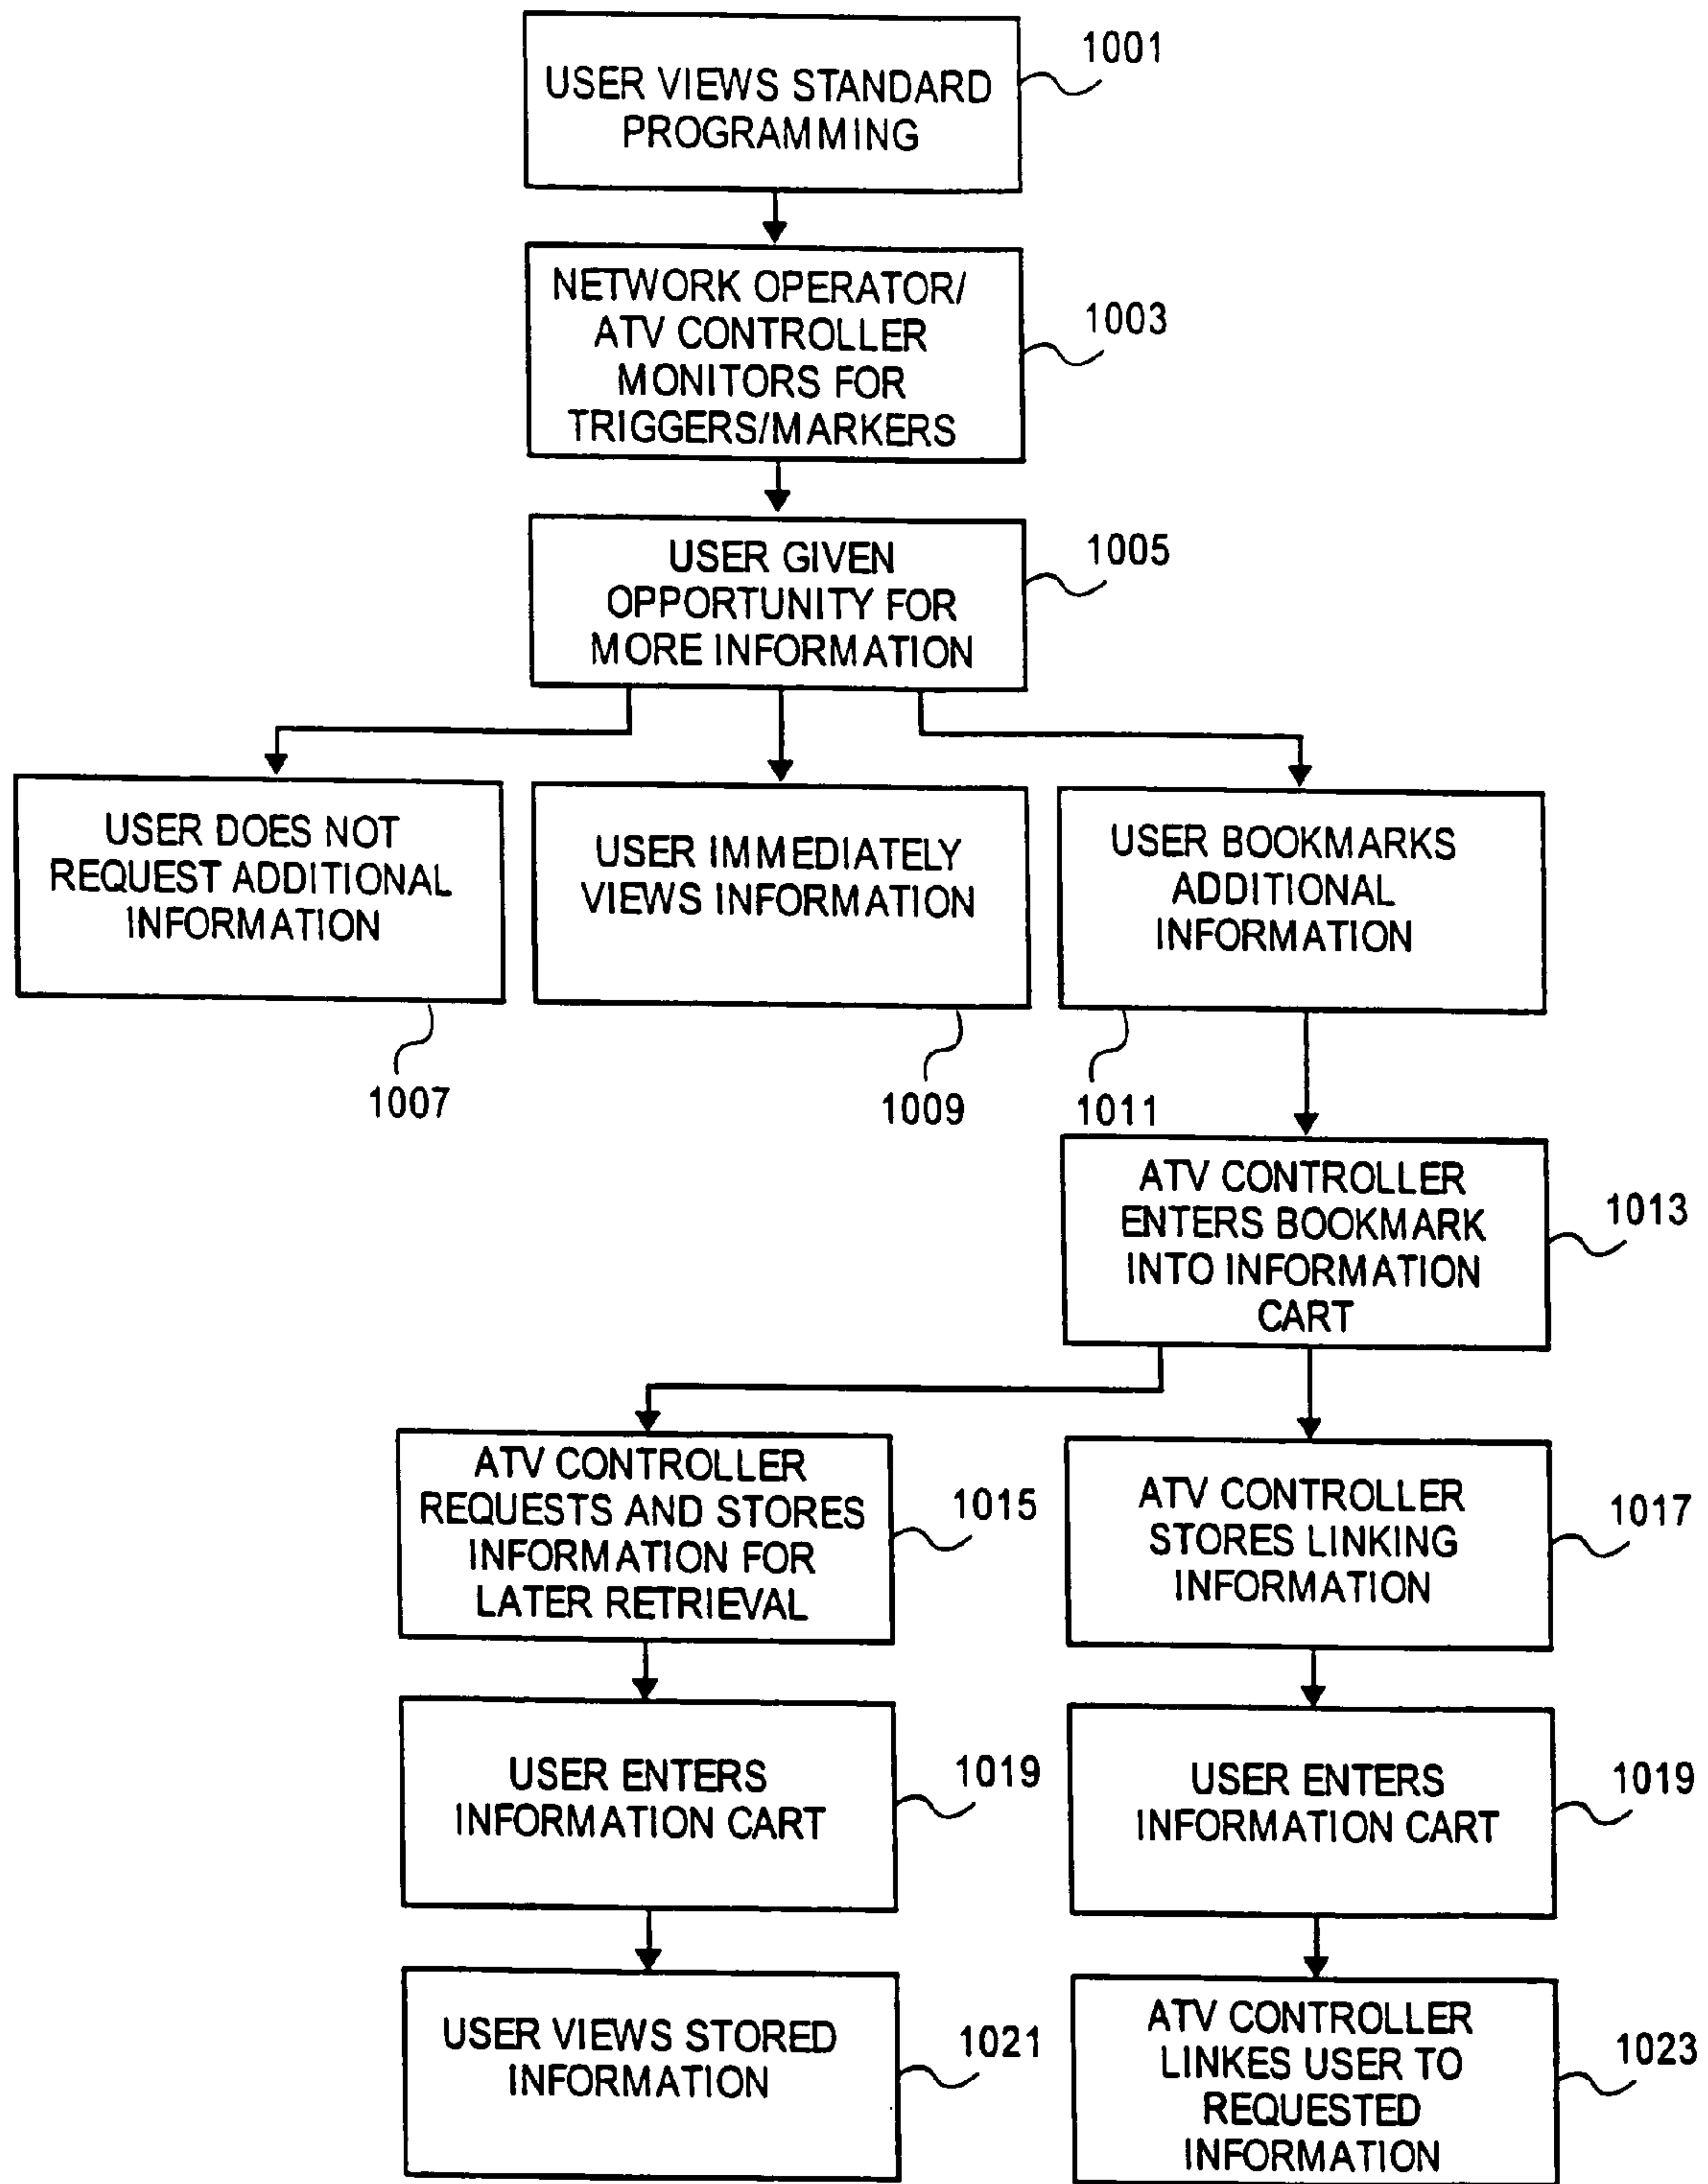 USER VIEWS STANDARD
PROGRAMMING
1001
NETWORK OPERATOR/
ATV CONTROLLER
MONITORS FOR
TRIGGERS/MARKERS
1003
USER GIVEN
OPPORTUNITY FOR
MORE INFORMATION
1005
USER DOES NOT
REQUEST ADDITIONAL
INFORMATION
1007
USER IMMEDIATELY
VIEWS INFORMATION
1009
USER BOOKMARKS
ADDITIONAL
INFORMATION
1011
ATV CONTROLLER
ENTERS BOOKMARK
INTO INFORMATION
CART
1013
ATV CONTROLLER
REQUESTS AND STORES
INFORMATION FOR
LATER RETRIEVAL
1015
ATV CONTROLLER
STORES LINKING
INFORMATION
1017
USER ENTERS
INFORMATION CART
1019
USER ENTERS
INFORMATION CART
1019
USER VIEWS STORED
INFORMATION
1021
ATV CONTROLLER
LINKES USER TO
REQUESTED
INFORMATION
1023